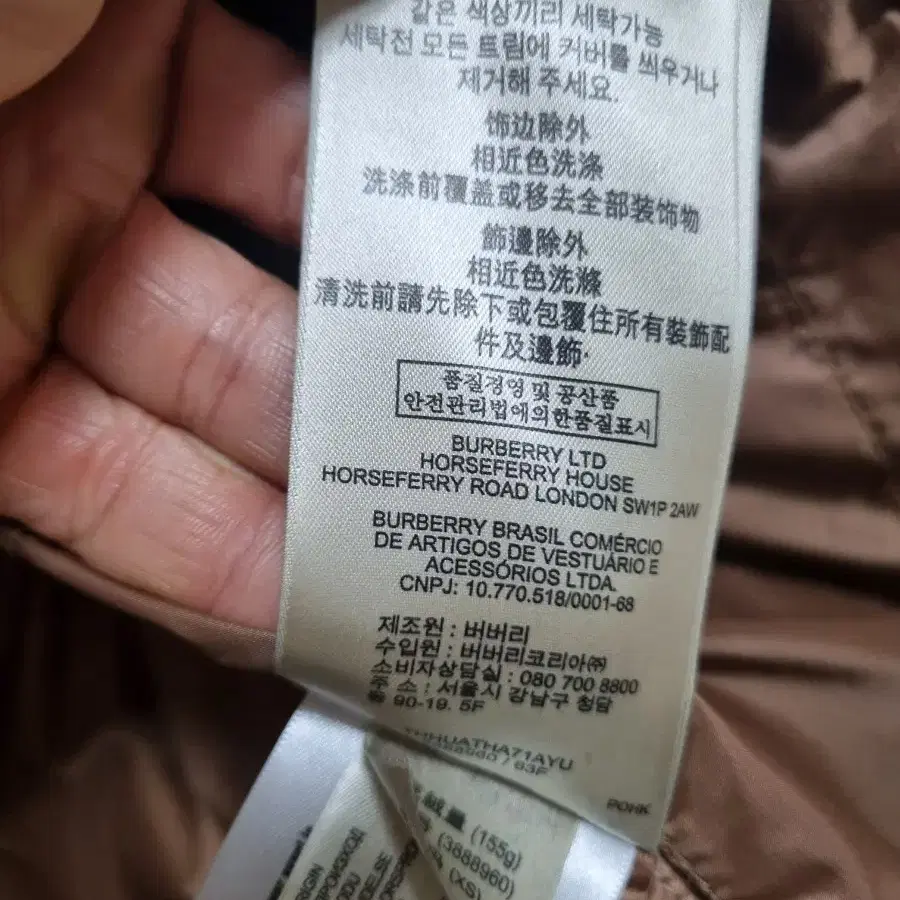 같은 색상끼리 세탁가능
세탁전 모든 트림에 커버를 씌우거나
제거해 주세요.
饰边除外
相近色洗涤
洗涤前覆盖或移去全部装饰物
飾邊除外
相近色洗滌
清洗前請先除下或包覆住所有裝飾配
件及邊飾.
품질경영 및 공산품
안전관리법에의한품질표시
BURBERRY LTD
HORSEFERRY HOUSE
HORSEFERRY ROAD LONDON SW1P 2AW
BURBERRY BRASIL COMÉRCIO
DE ARTIGOS DE VESTUÁRIO E
ACESSÓRIOS LTDA.
CNPJ: 10.770.518/0001-68
제조원 : 버버리
수입원 : 버버리코리아㈜
소비자상담실 : 080 700 8800
주 소 : 서울시 강남구 청담
동 90-19. 5F
POHK
絨量 (155g)
(3888960)
(XS)